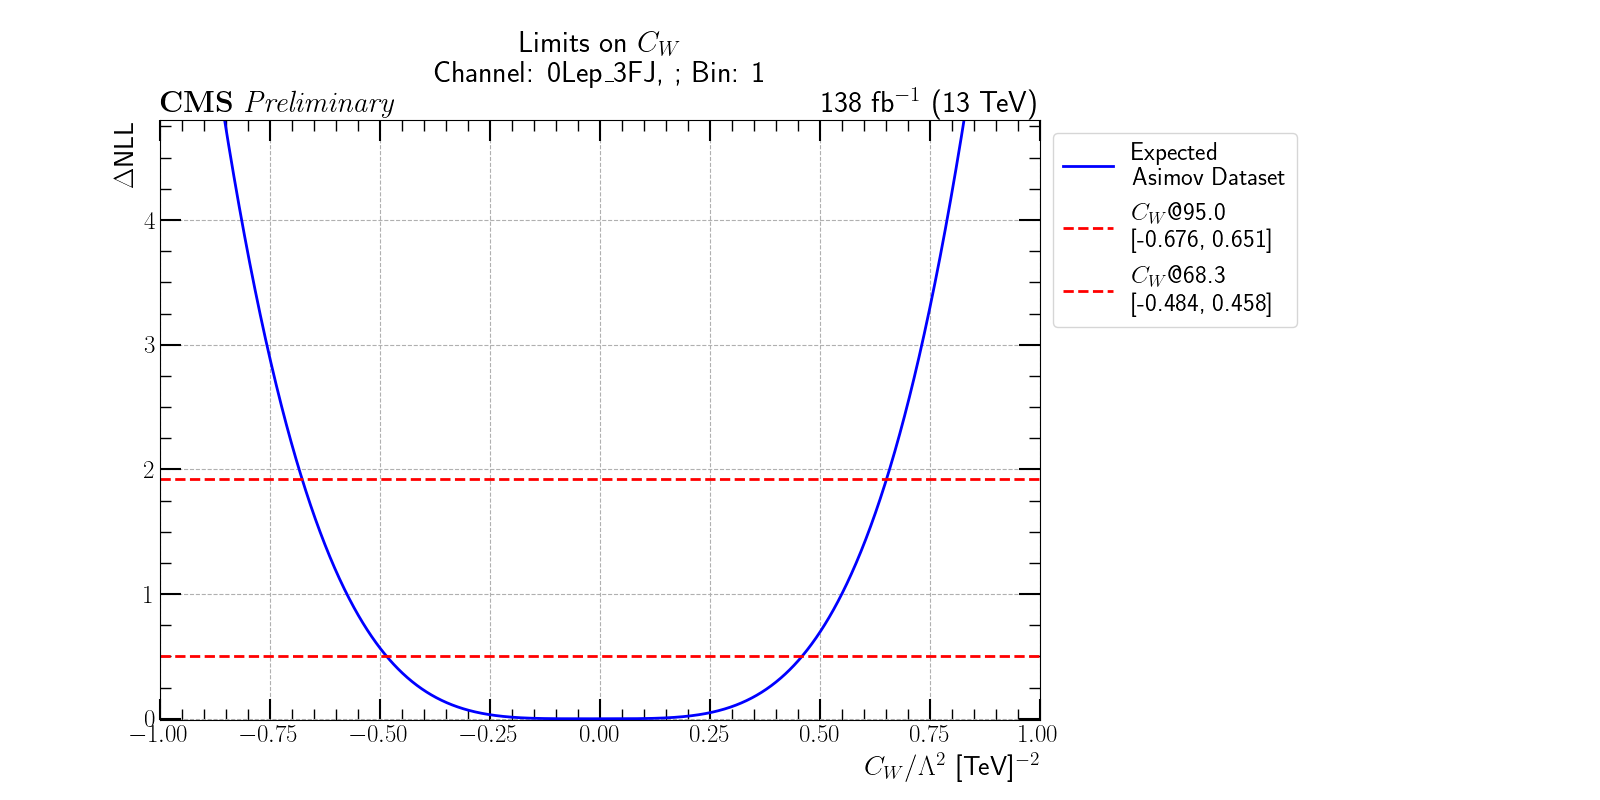 Limits on C_W
Channel: 0Lep_3FJ, ; Bin: 1
CMS Preliminary
138 fb⁻¹ (13 TeV)
ΔNLL
4
3
2
1
0
−1.00 −0.75 −0.50 −0.25 0.00 0.25 0.50 0.75 1.00
C_W/Λ² [TeV]⁻²
Expected
Asimov Dataset
C_W@95.0
[-0.676, 0.651]
C_W@68.3
[-0.484, 0.458]